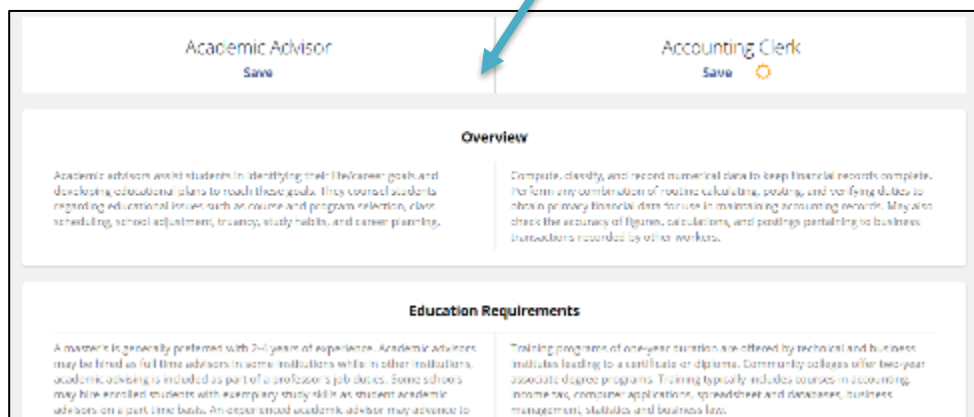 Academic Advisor
Save
Accounting Clerk
Save
Overview
Academic advisors assist students in identifying their life/career goals and
developing educational plans to reach these goals. They counsel students
regarding educational issues such as course and program selection, class
scheduling, school adjustment, truancy, study habits, and career planning.
Compute, classify, and record numerical data to keep financial records complete.
Perform any combination of routine calculating, posting, and verifying duties to
obtain primary financial data for use in maintaining accounting records. May also
check the accuracy of figures, calculations, and postings pertaining to business
transactions recorded by other workers.
Education Requirements
A master's is generally preferred with 2-4 years of experience. Academic advisors
may be hired as full time advisors in some institutions while in other institutions,
academic advising is included as part of a professor's job duties. Some schools
may hire enrolled students with exemplary study skills as student academic
advisors on a part time basis. An experienced academic advisor may advance to
Training programs of one-year duration are offered by technical and business
institutes leading to a certificate or diploma. Community colleges offer two-year
associate degree programs. Training typically includes courses in accounting,
income tax, computer applications, spreadsheet and databases, business
management, statistics and business law.